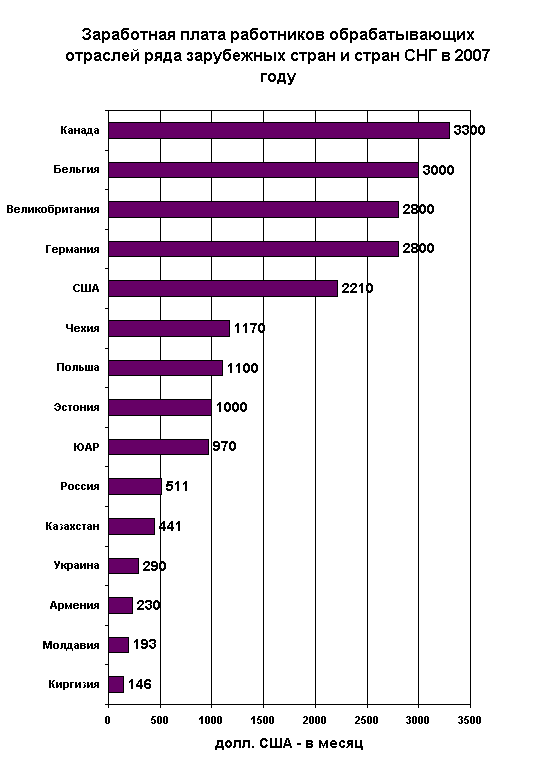 Заработная плата работников обрабатывающих
отраслей ряда зарубежных стран и стран СНГ в 2007
году
Канада 3300
Бельгия 3000
Великобритания 2800
Германия 2800
США 2210
Чехия 1170
Польша 1100
Эстония 1000
ЮАР 970
Россия 511
Казахстан 441
Украина 290
Армения 230
Молдавия 193
Киргизия 146
0 500 1000 1500 2000 2500 3000 3500
долл. США - в месяц